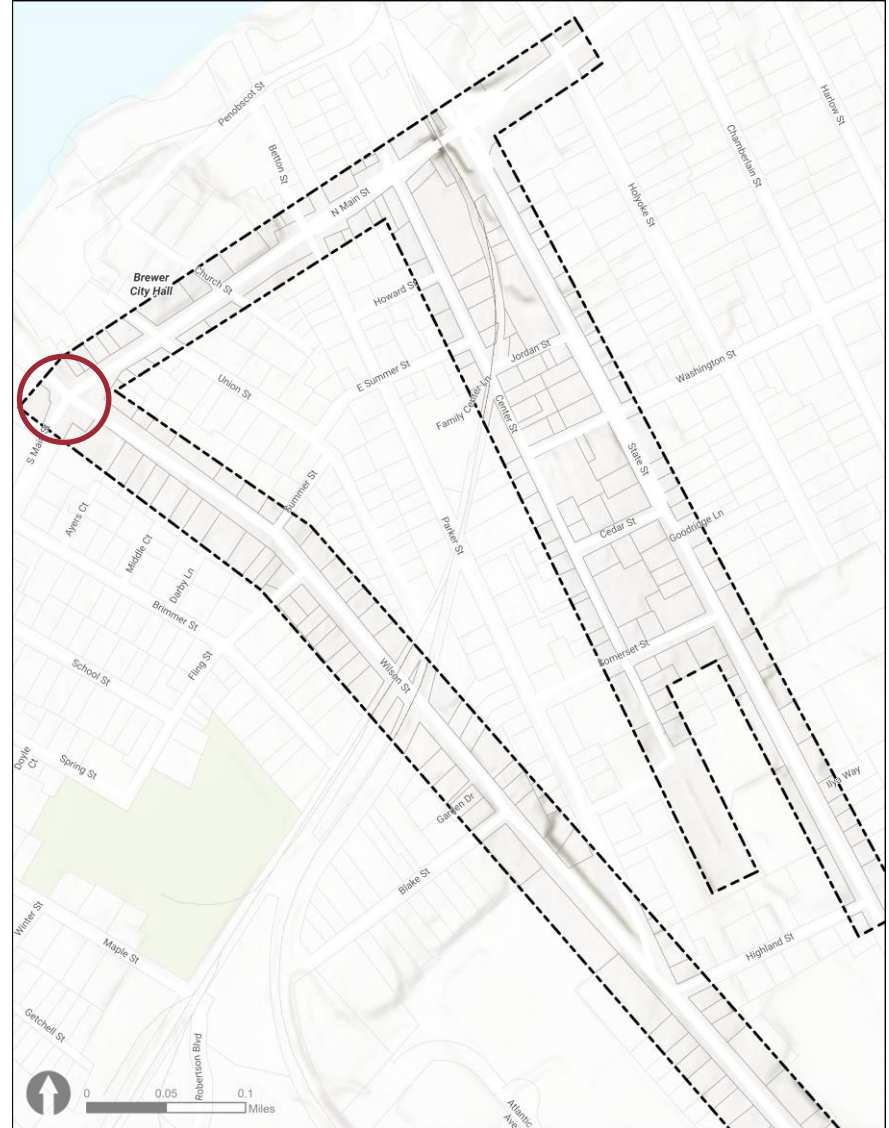 Penobscot St
Harlow St
Chamberlain St
Betton St
Holyoke St
N Main St
Brewer
City Hall
Church St
Howard St
Jordan St
Washington St
E Summer St
Union St
Family Center Ln
Center St
S Main St
State St
Summer St
Ayers Ct
Parker St
Cedar St
Goodridge Ln
Middle Ct
Darby Ln
Brimmer St
Fling St
Somerset St
Wilson St
School St
Spring St
Doyle
Ct
Ilya Way
Garden Dr
Blake St
Winter St
Maple St
Highland St
Getchell St
Robertson Blvd
Atlantic
Ave
0 0.05 0.1
Miles